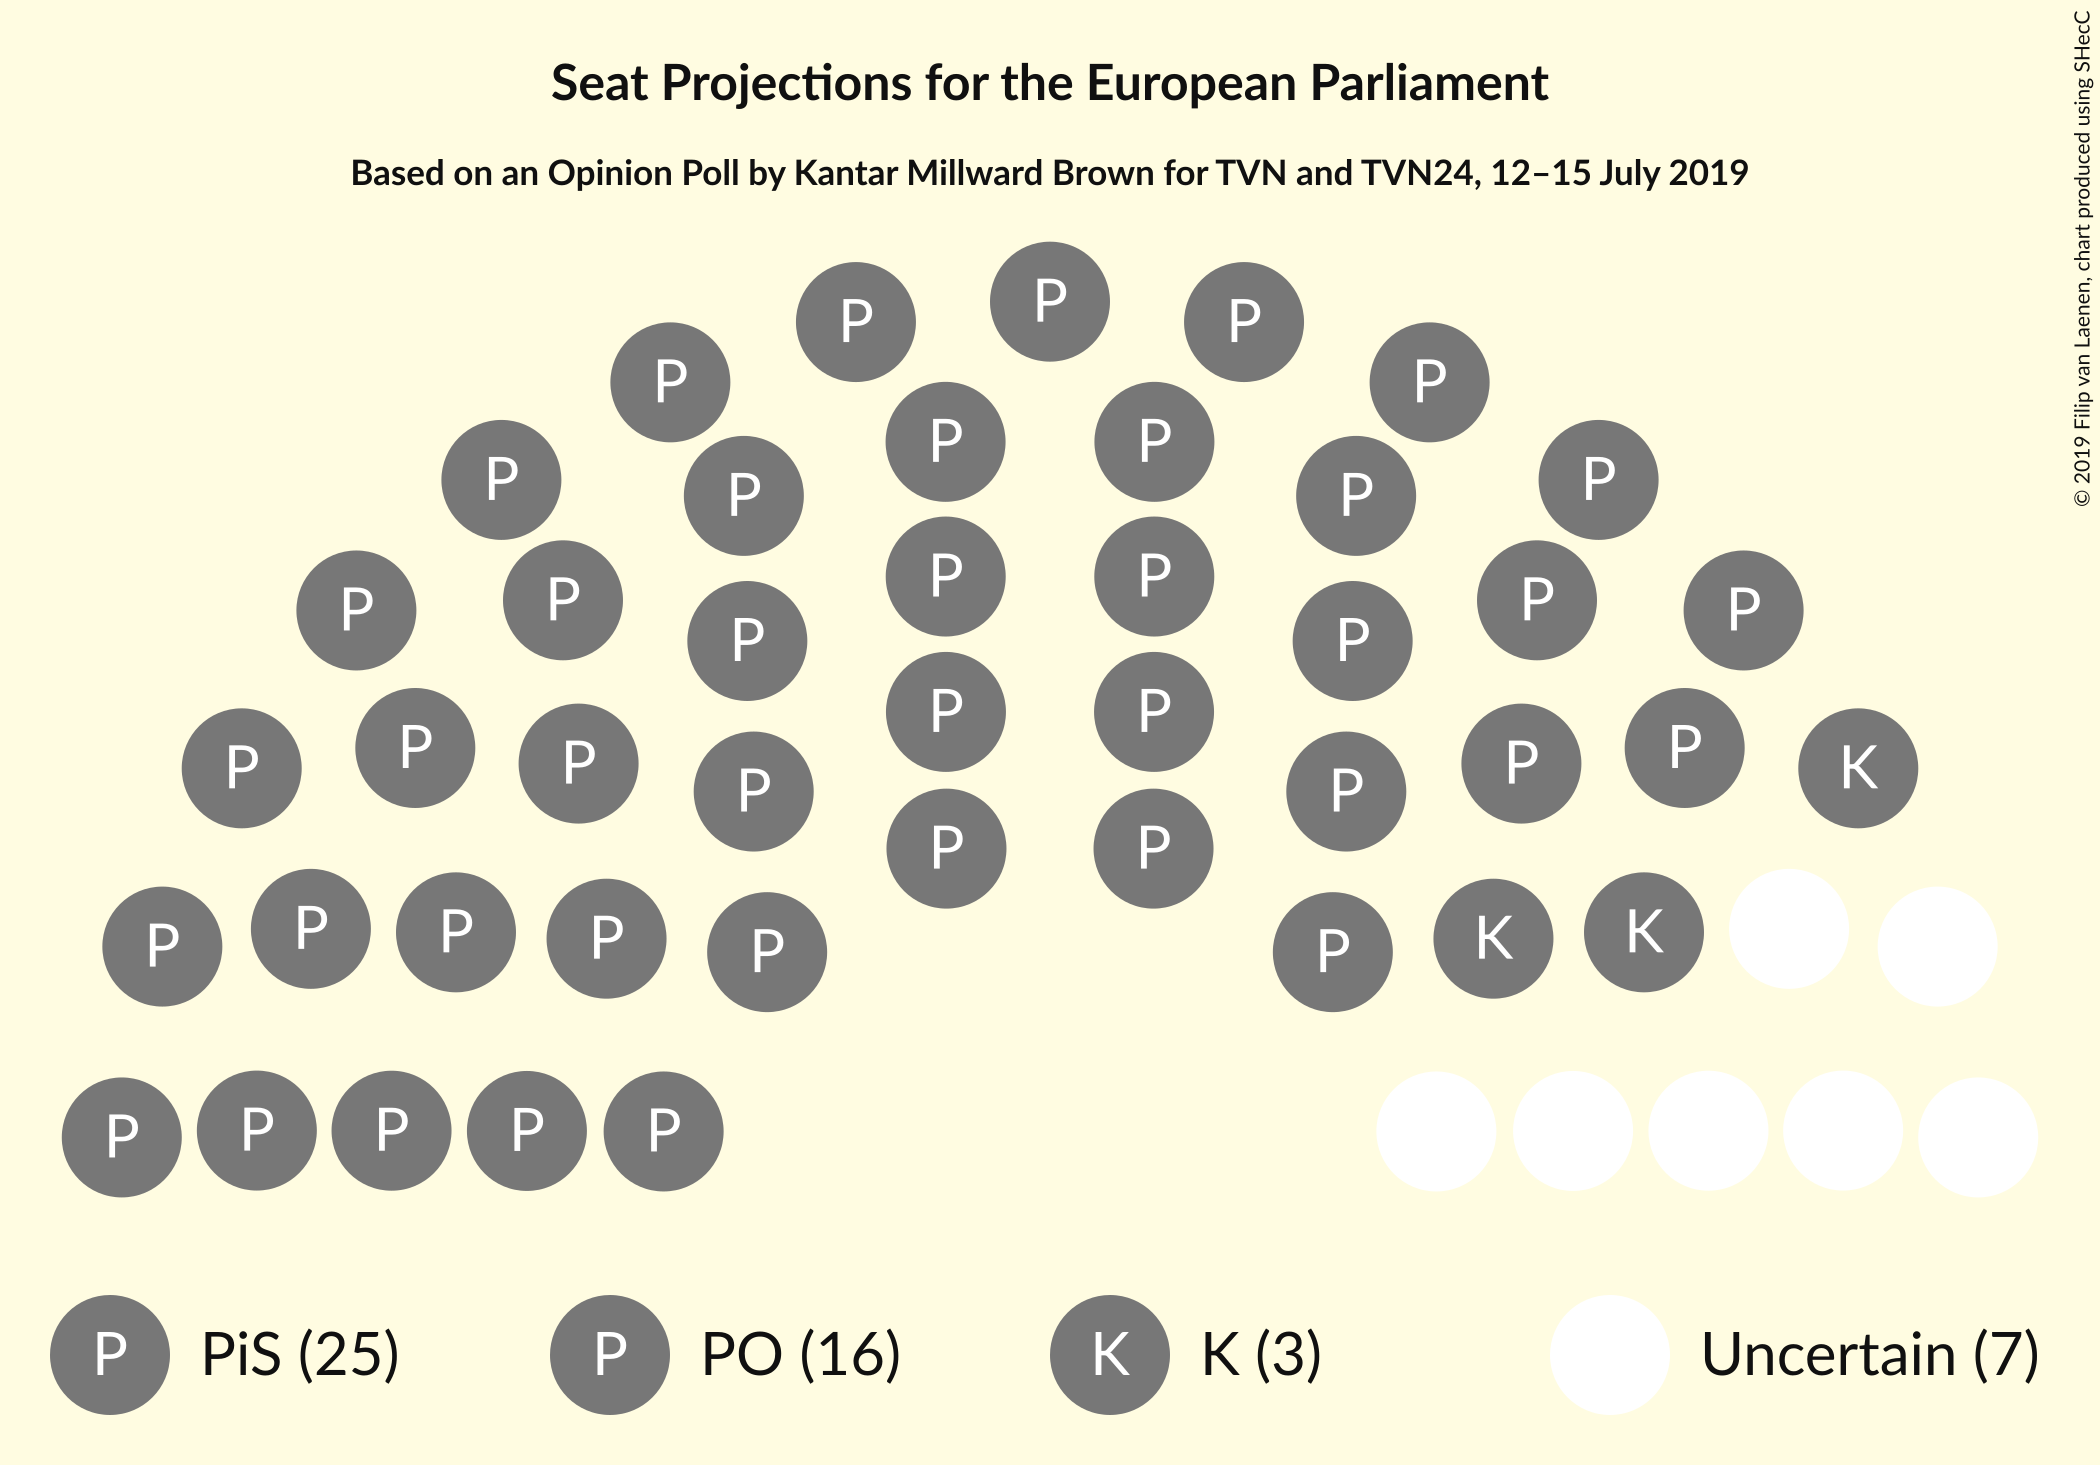 Seat Projections for the European Parliament
Based on an Opinion Poll by Kantar Millward Brown for TVN and TVN24, 12–15 July 2019
© 2019 Filip van Laenen, chart produced using SHecC
P P P
P P
P P
P P P P
P P
P P
P P P P
P P P P
P P
P P P P P P
P P P K
P P
P P P P P P K K
P P P P P
P PiS (25) P PO (16) K K (3) Uncertain (7)